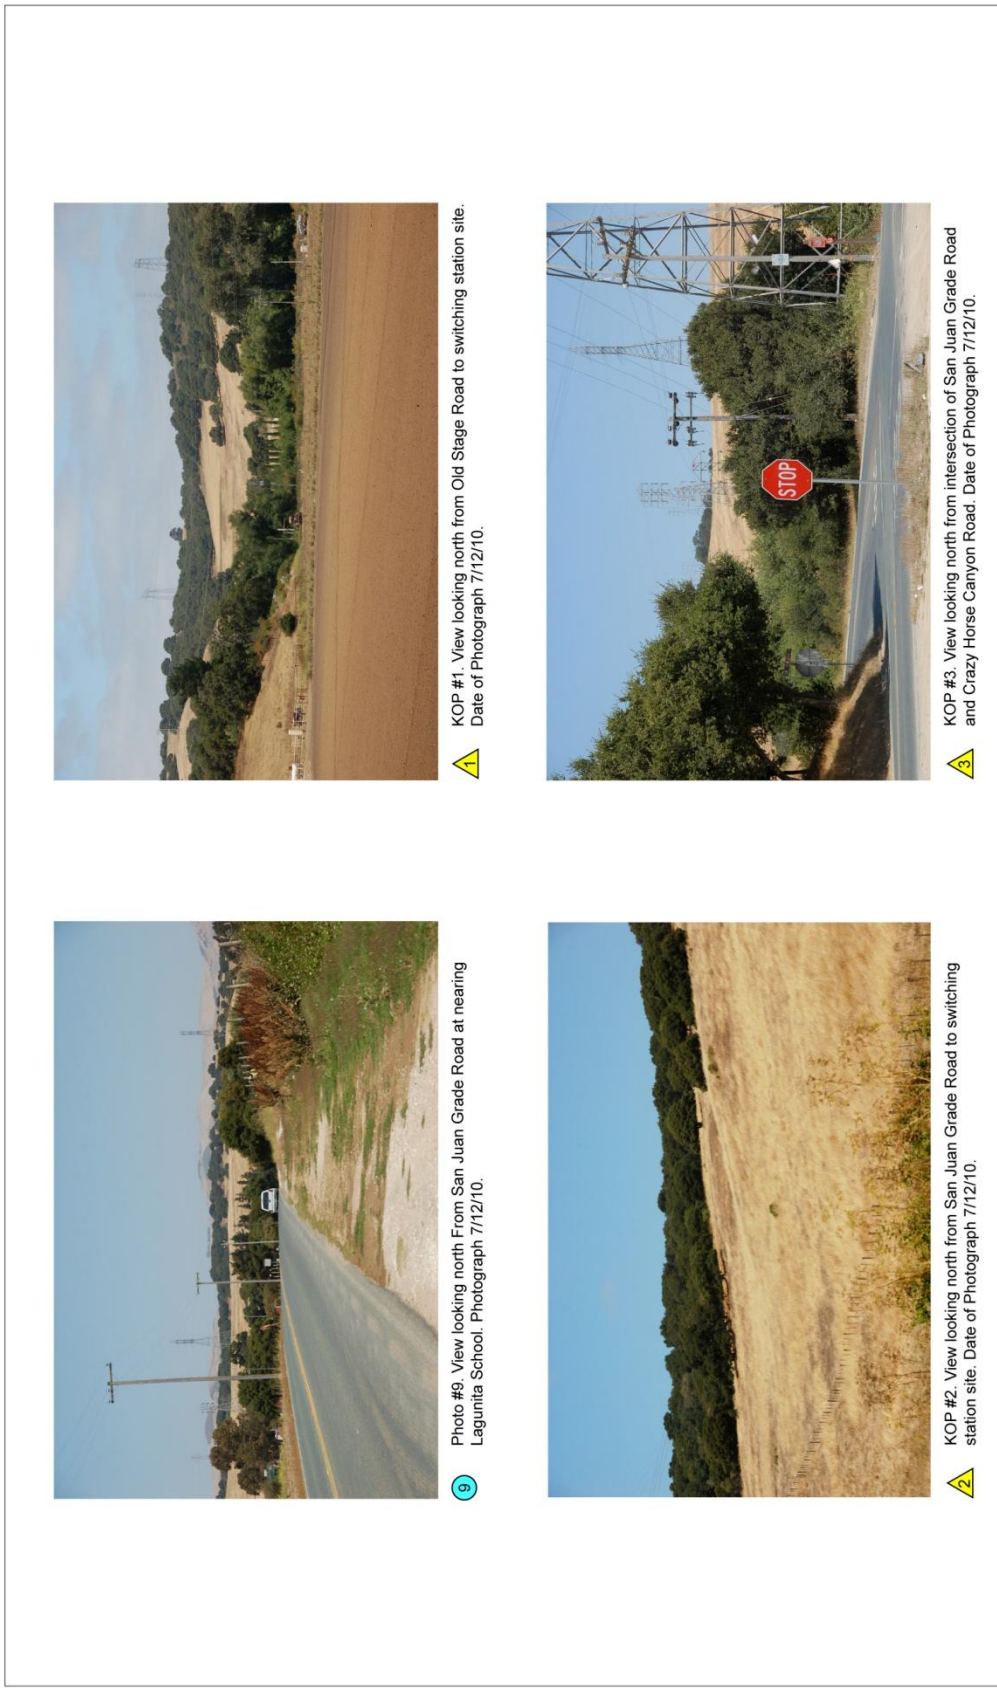 9
Photo #9. View looking north From San Juan Grade Road at nearing
Lagunita School. Photograph 7/12/10.
1
KOP #1. View looking north from Old Stage Road to switching station site.
Date of Photograph 7/12/10.
2
KOP #2. View looking north from San Juan Grade Road to switching
station site. Date of Photograph 7/12/10.
STOP
3
KOP #3. View looking north from intersection of San Juan Grade Road
and Crazy Horse Canyon Road. Date of Photograph 7/12/10.